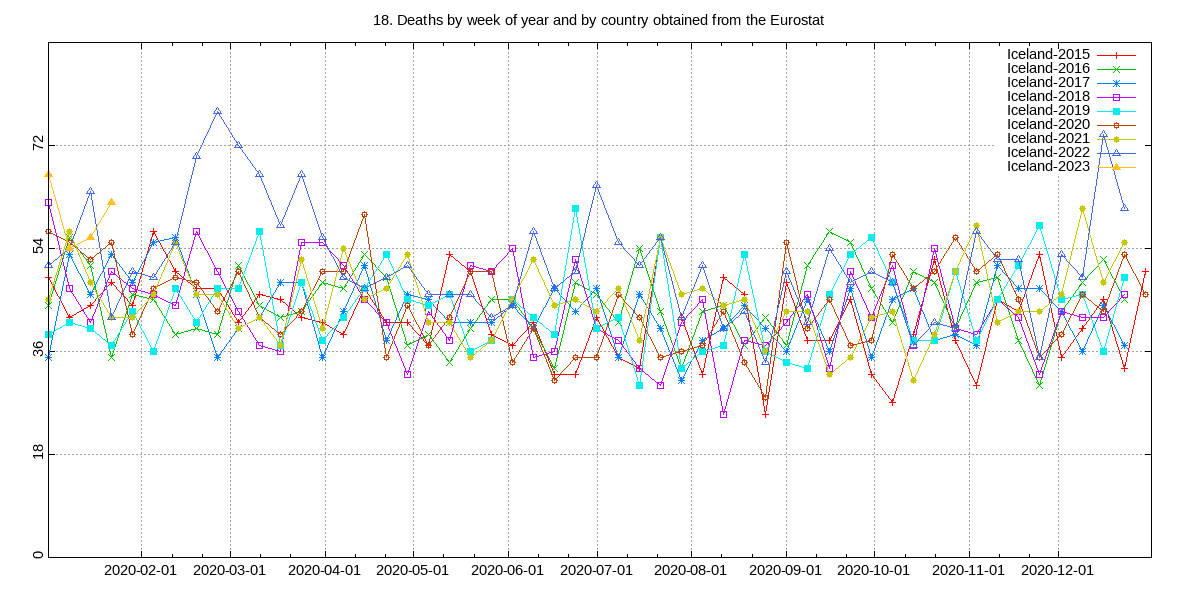 18. Deaths by week of year and by country obtained from the Eurostat
Iceland-2015
Iceland-2016
Iceland-2017
Iceland-2018
Iceland-2019
Iceland-2020
Iceland-2021
Iceland-2022
Iceland-2023
72
54
36
18
0
2020-02-01 2020-03-01 2020-04-01 2020-05-01 2020-06-01 2020-07-01 2020-08-01 2020-09-01 2020-10-01 2020-11-01 2020-12-01